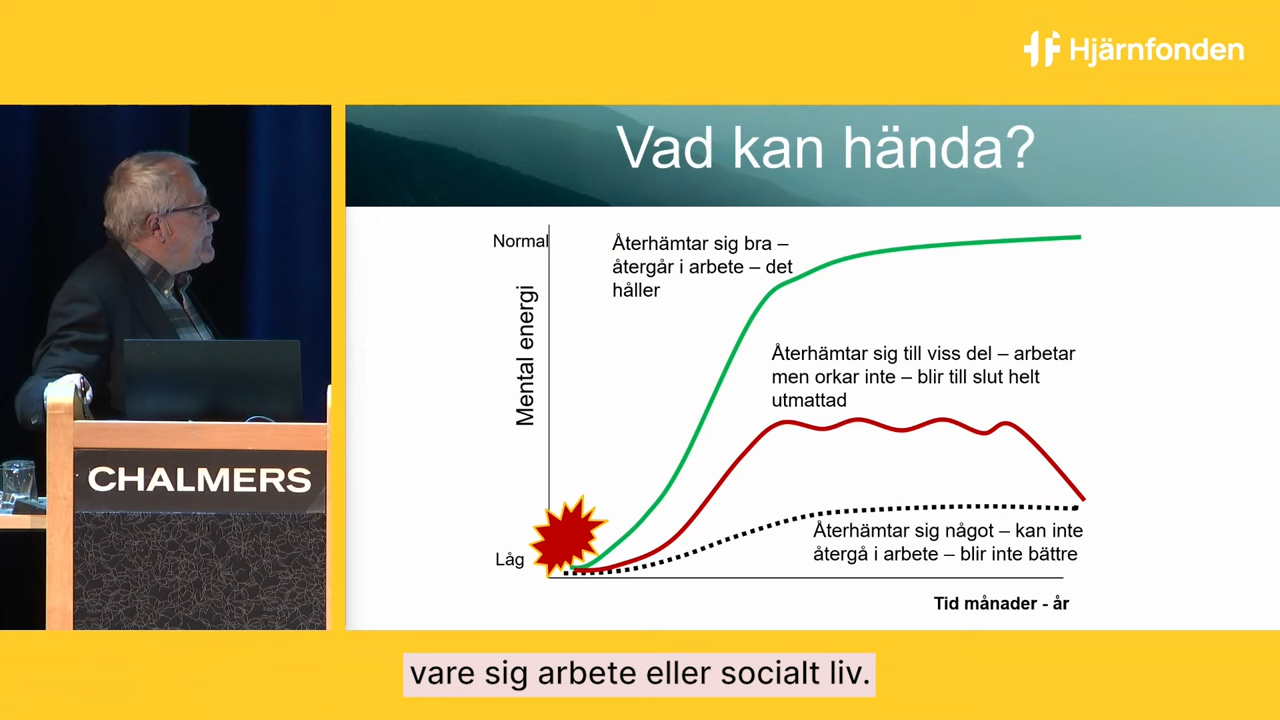 Hjärnfonden
Vad kan hända?
Normal
Återhämtar sig bra –
återgår i arbete – det
håller
Mental energi
Återhämtar sig till viss del – arbetar
men orkar inte – blir till slut helt
utmattad
CHALMERS
Låg
Återhämtar sig något – kan inte
återgå i arbete – blir inte bättre
Tid månader - år
vare sig arbete eller socialt liv.